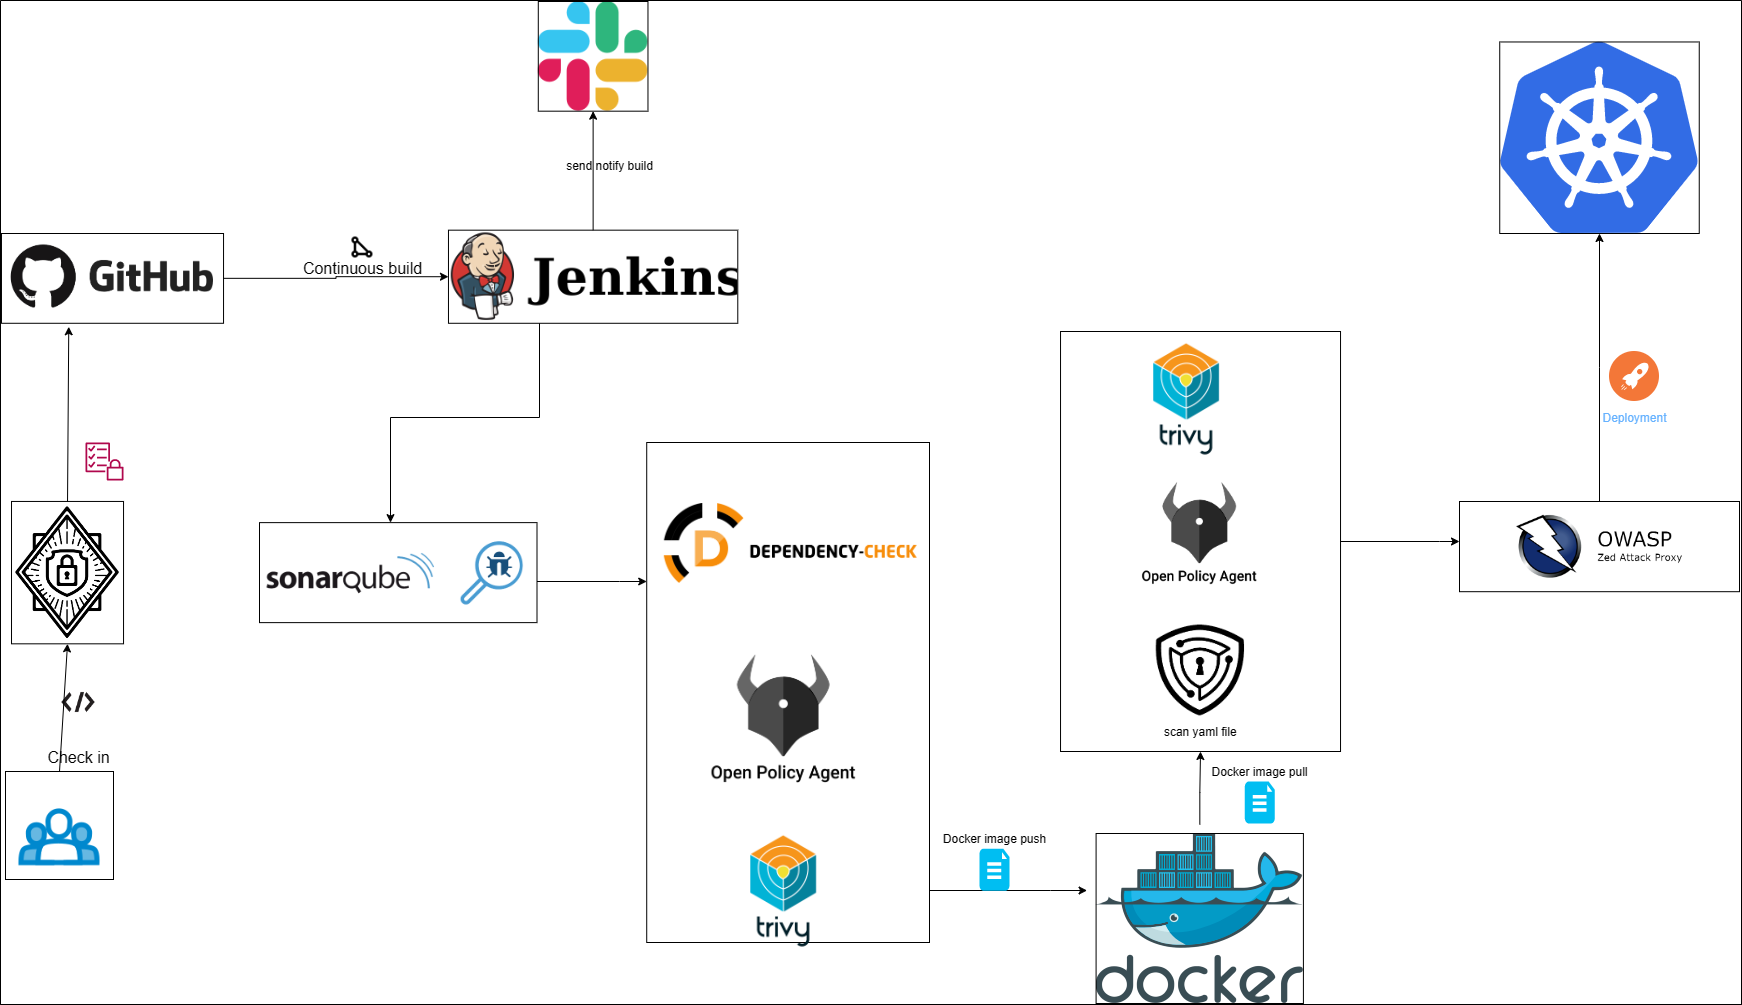 send notify build
GitHub
Continuous build
Jenkins
Deployment
trivy
Open Policy Agent
scan yaml file
OWASP
Zed Attack Proxy
sonarqube
D
DEPENDENCY-CHECK
Open Policy Agent
trivy
</>
Check in
Docker image push
Docker image pull
docker